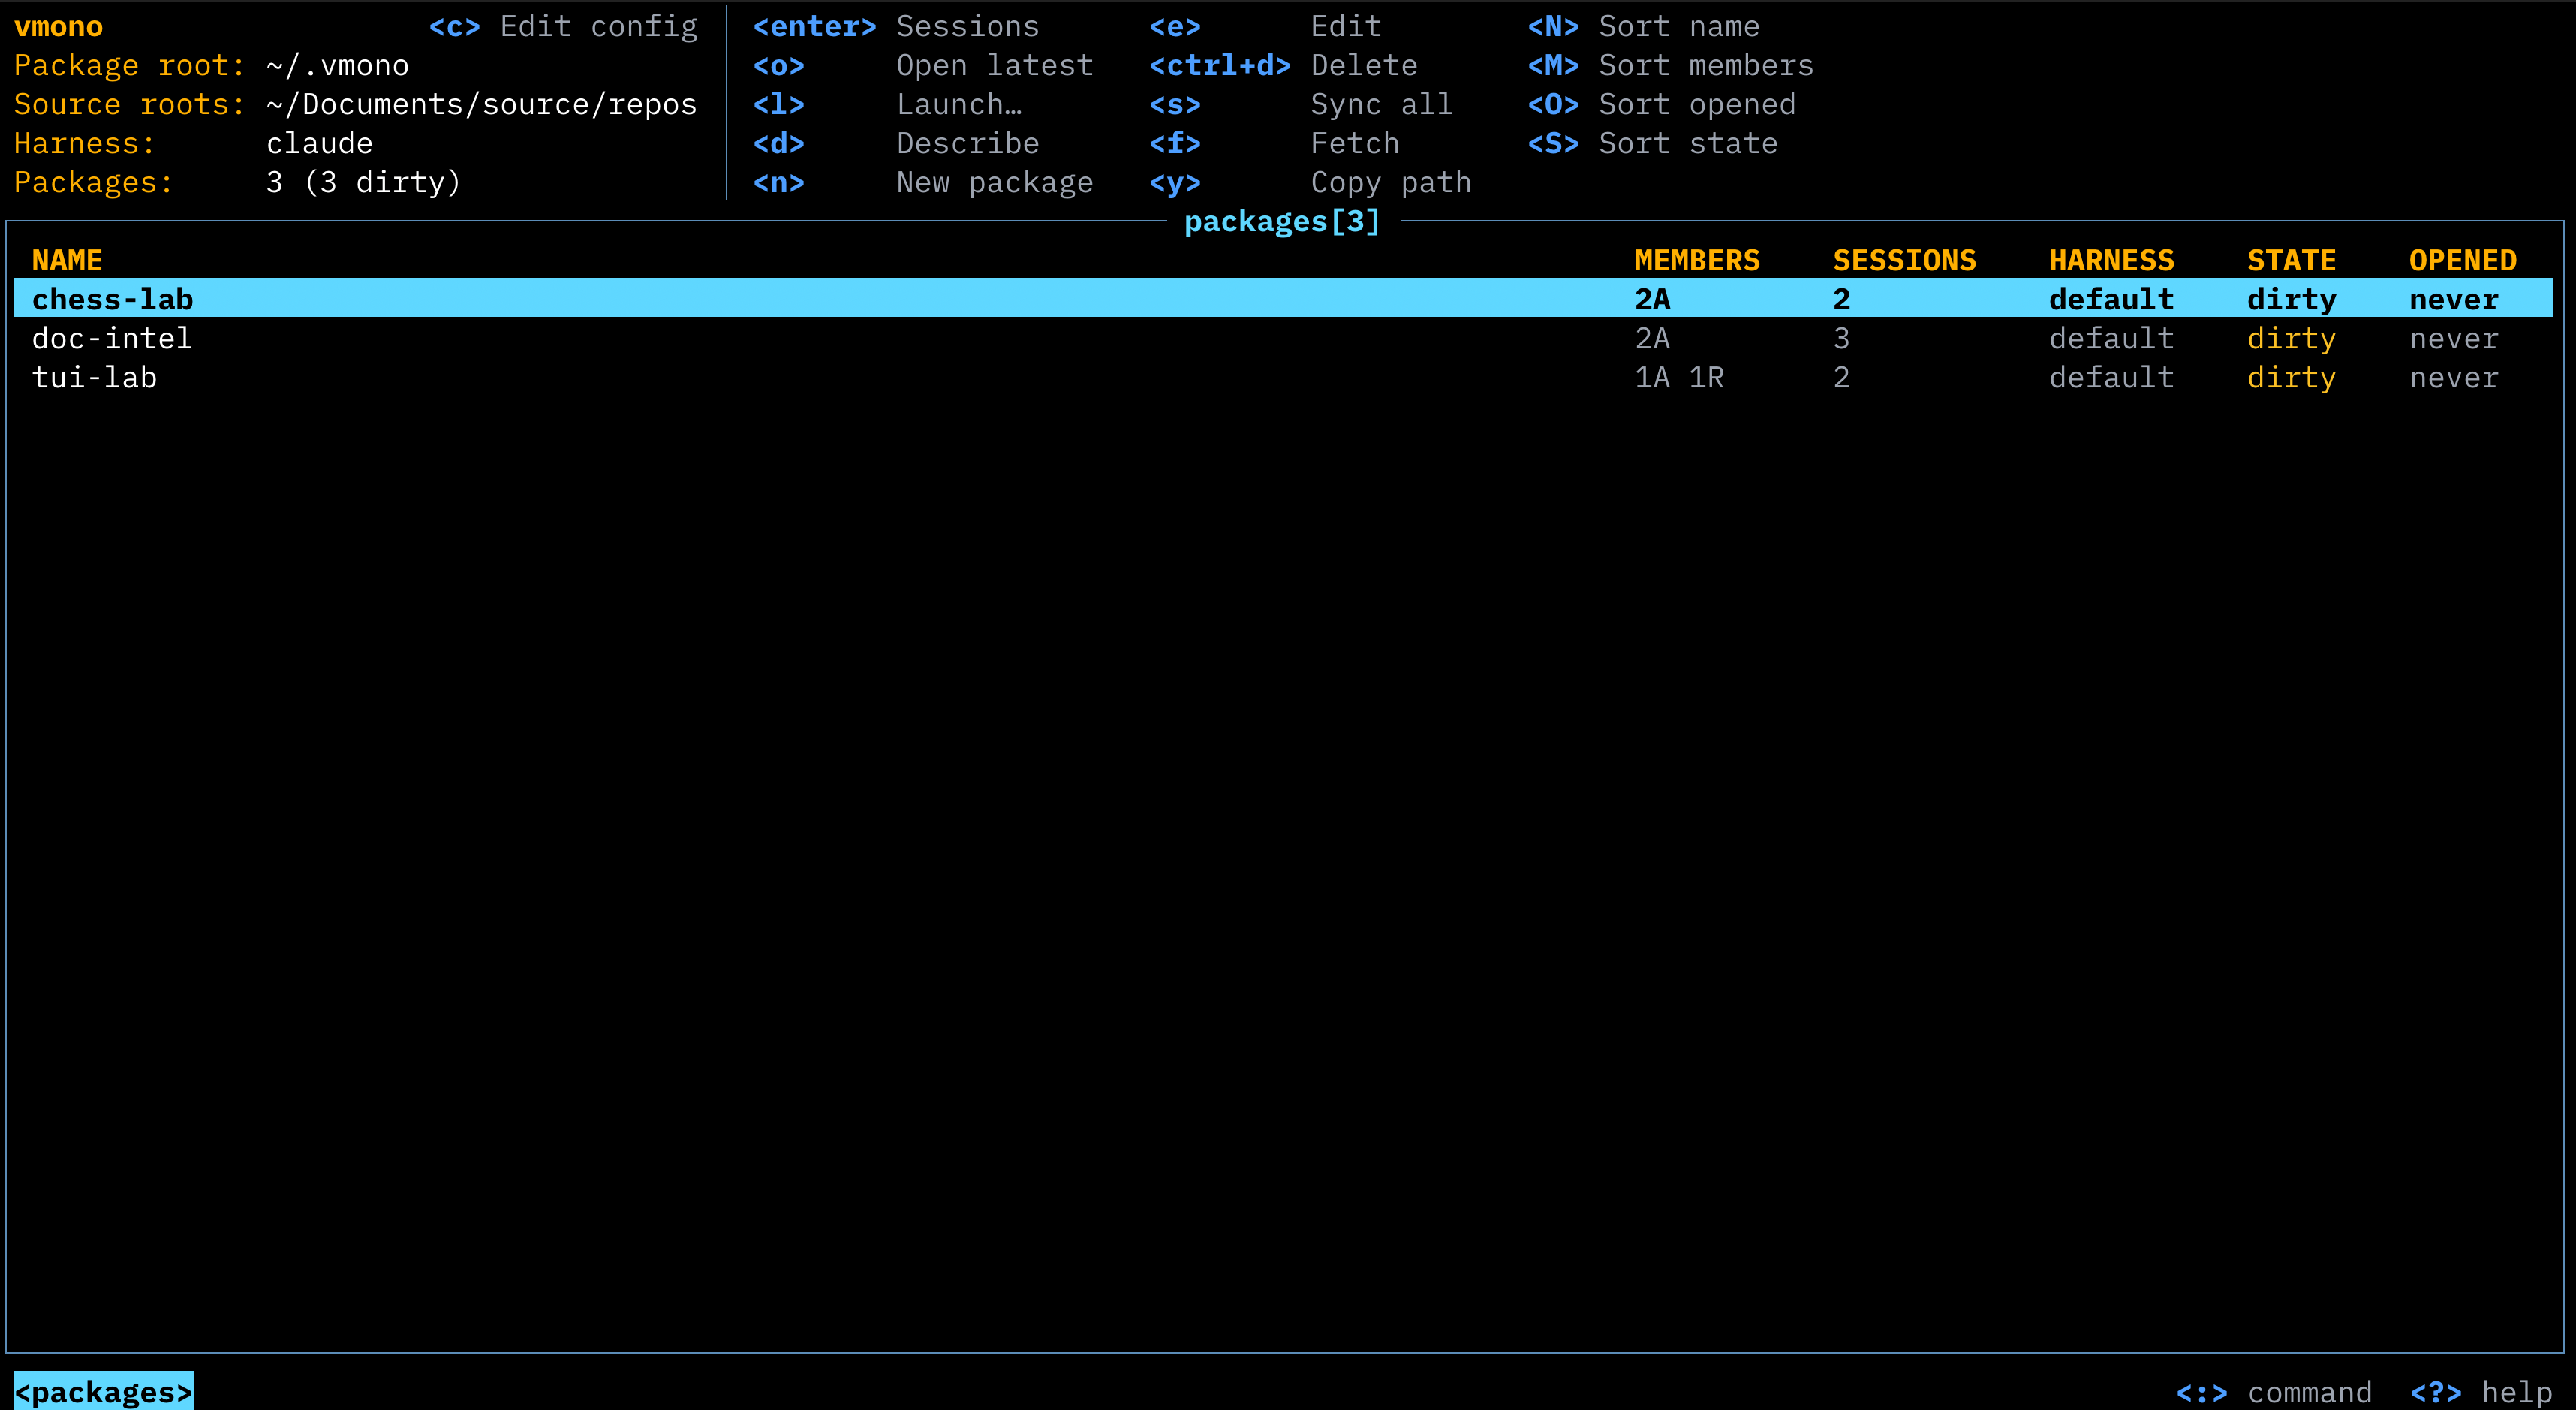 vmono <c> Edit config <enter> Sessions <e> Edit <N> Sort name
Package root: ~/.vmono <o> Open latest <ctrl+d> Delete <M> Sort members
Source roots: ~/Documents/source/repos <l> Launch… <s> Sync all <O> Sort opened
Harness: claude <d> Describe <f> Fetch <S> Sort state
Packages: 3 (3 dirty) <n> New package <y> Copy path
packages[3]
NAME MEMBERS SESSIONS HARNESS STATE OPENED
chess-lab 2A 2 default dirty never
doc-intel 2A 3 default dirty never
tui-lab 1A 1R 2 default dirty never
<packages> <:> command <?> help